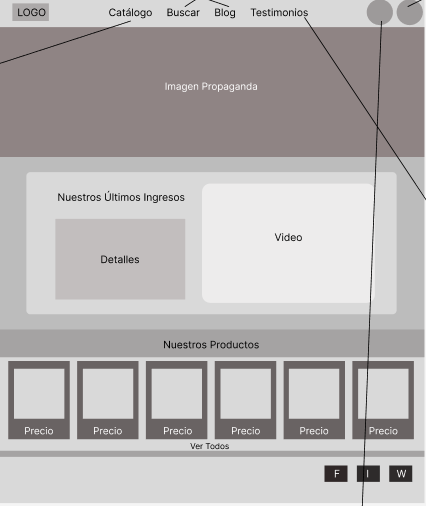 LOGO Catálogo Buscar Blog Testimonios
Imagen Propaganda
Nuestros Últimos Ingresos
Detalles
Video
Nuestros Productos
Precio Precio Precio Precio Precio Precio
Ver Todos
F I W